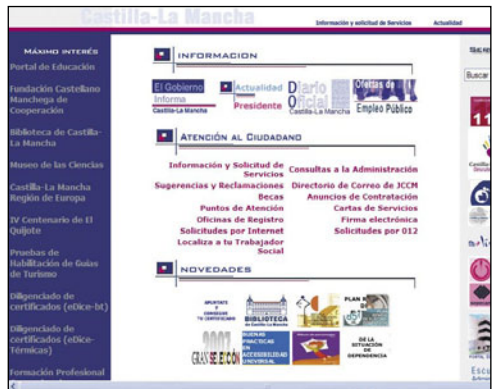 Castilla-La Mancha
Información y solicitud de Servicios
Actualidad
MÁXIMO INTERÉS
Portal de Educación
Fundación Castellano
Manchega de
Cooperación
Biblioteca de Castilla-
La Mancha
Museo de las Ciencias
Castilla-La Mancha
Región de Europa
IV Centenario de El
Quijote
Pruebas de
Habilitación de Guías
de Turismo
Diligenciado de
certificados (eDice-bt)
Diligenciado de
certificados (eDice-
Térmicas)
Formación Profesional
INFORMACION
El Gobierno
Informa
Castilla-La Mancha
Actualidad
Presidente
Diario
Oficial
Castilla-La Mancha
Ofertas de
Empleo Público
ATENCIÓN AL CIUDADANO
Información y Solicitud de
Servicios
Consultas a la Administración
Sugerencias y Reclamaciones
Directorio de Correo de JCCM
Becas
Anuncios de Contratación
Puntos de Atención
Cartas de Servicios
Oficinas de Registro
Firma electrónica
Solicitudes por Internet
Solicitudes por 012
Localiza a tu Trabajador
Social
NOVEDADES
APUNTATE
Y
CONSIGUE
TU CERTIFICADO
BIBLIOTECA
de Castilla-La Mancha
PLAN
2007
GRAN SELECCIÓN
BUENAS
PRACTICAS
EN
ACCESIBILIDAD
UNIVERSAL
DE LA
SITUACIÓN
DE
DEPENDENCIA
Buscar
11